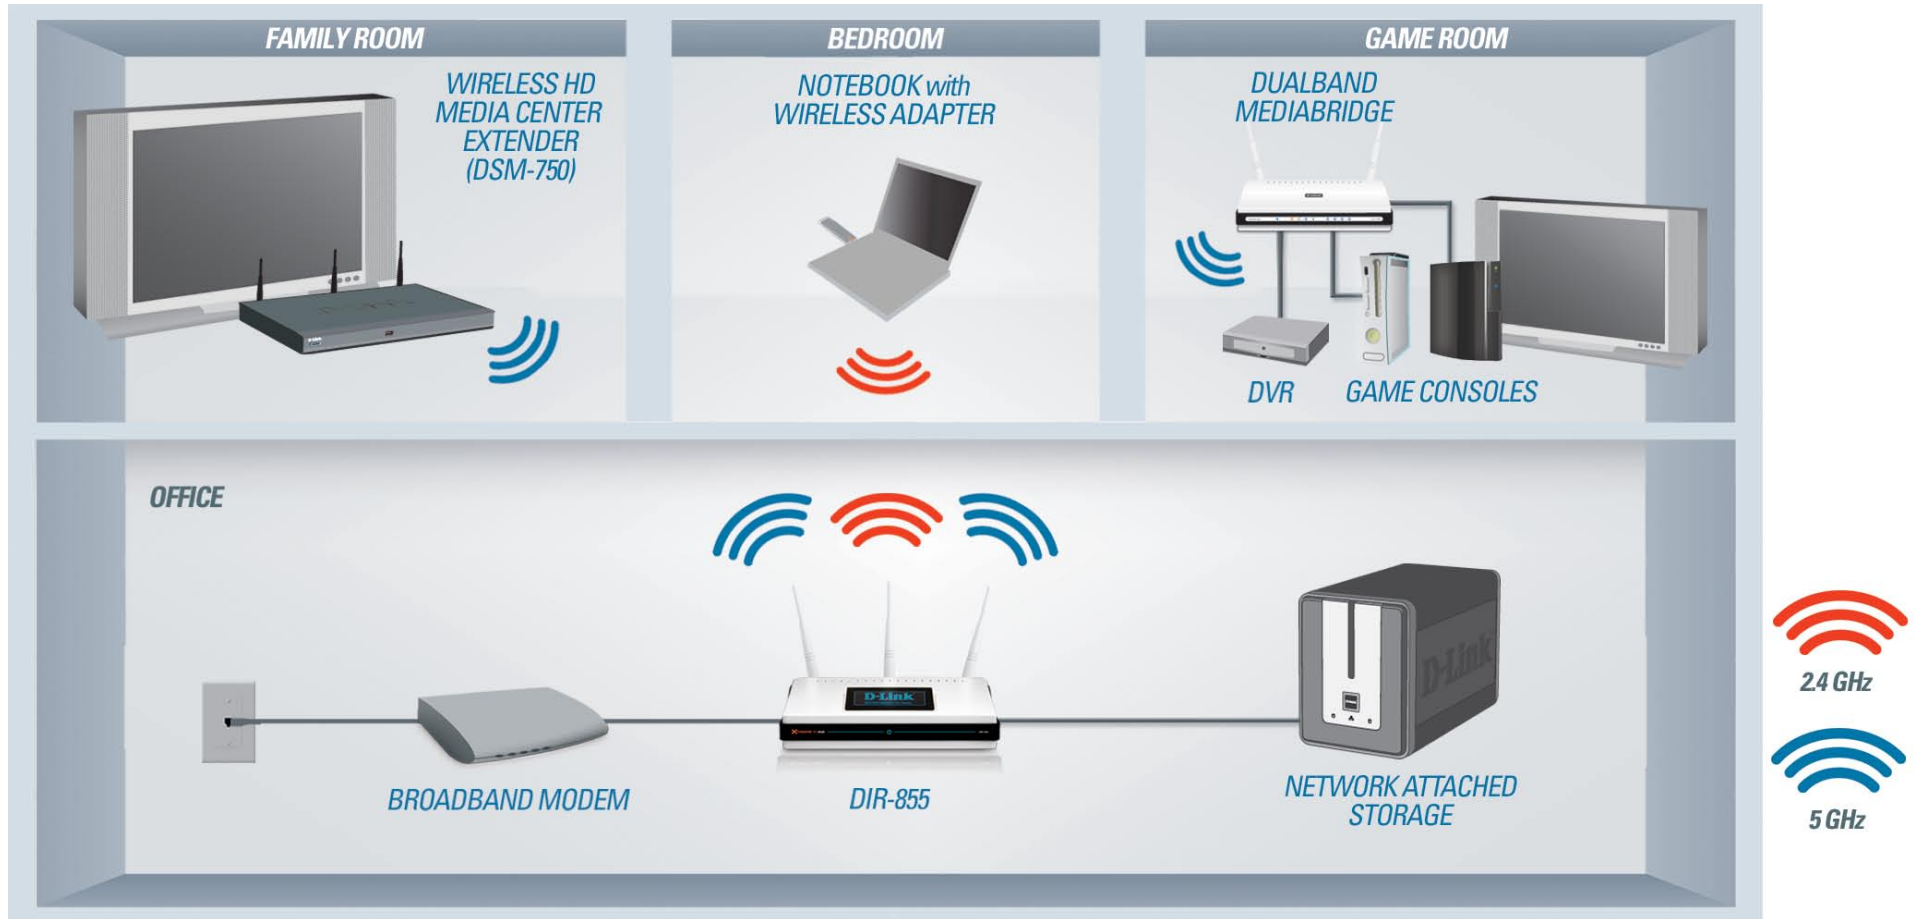 FAMILY ROOM
WIRELESS HD
MEDIA CENTER
EXTENDER
(DSM-750)
BEDROOM
NOTEBOOK with
WIRELESS ADAPTER
GAME ROOM
DUALBAND
MEDIABRIDGE
DVR
GAME CONSOLES
OFFICE
D-Link
BROADBAND MODEM
DIR-855
D-Link
NETWORK ATTACHED
STORAGE
2.4 GHz
5 GHz